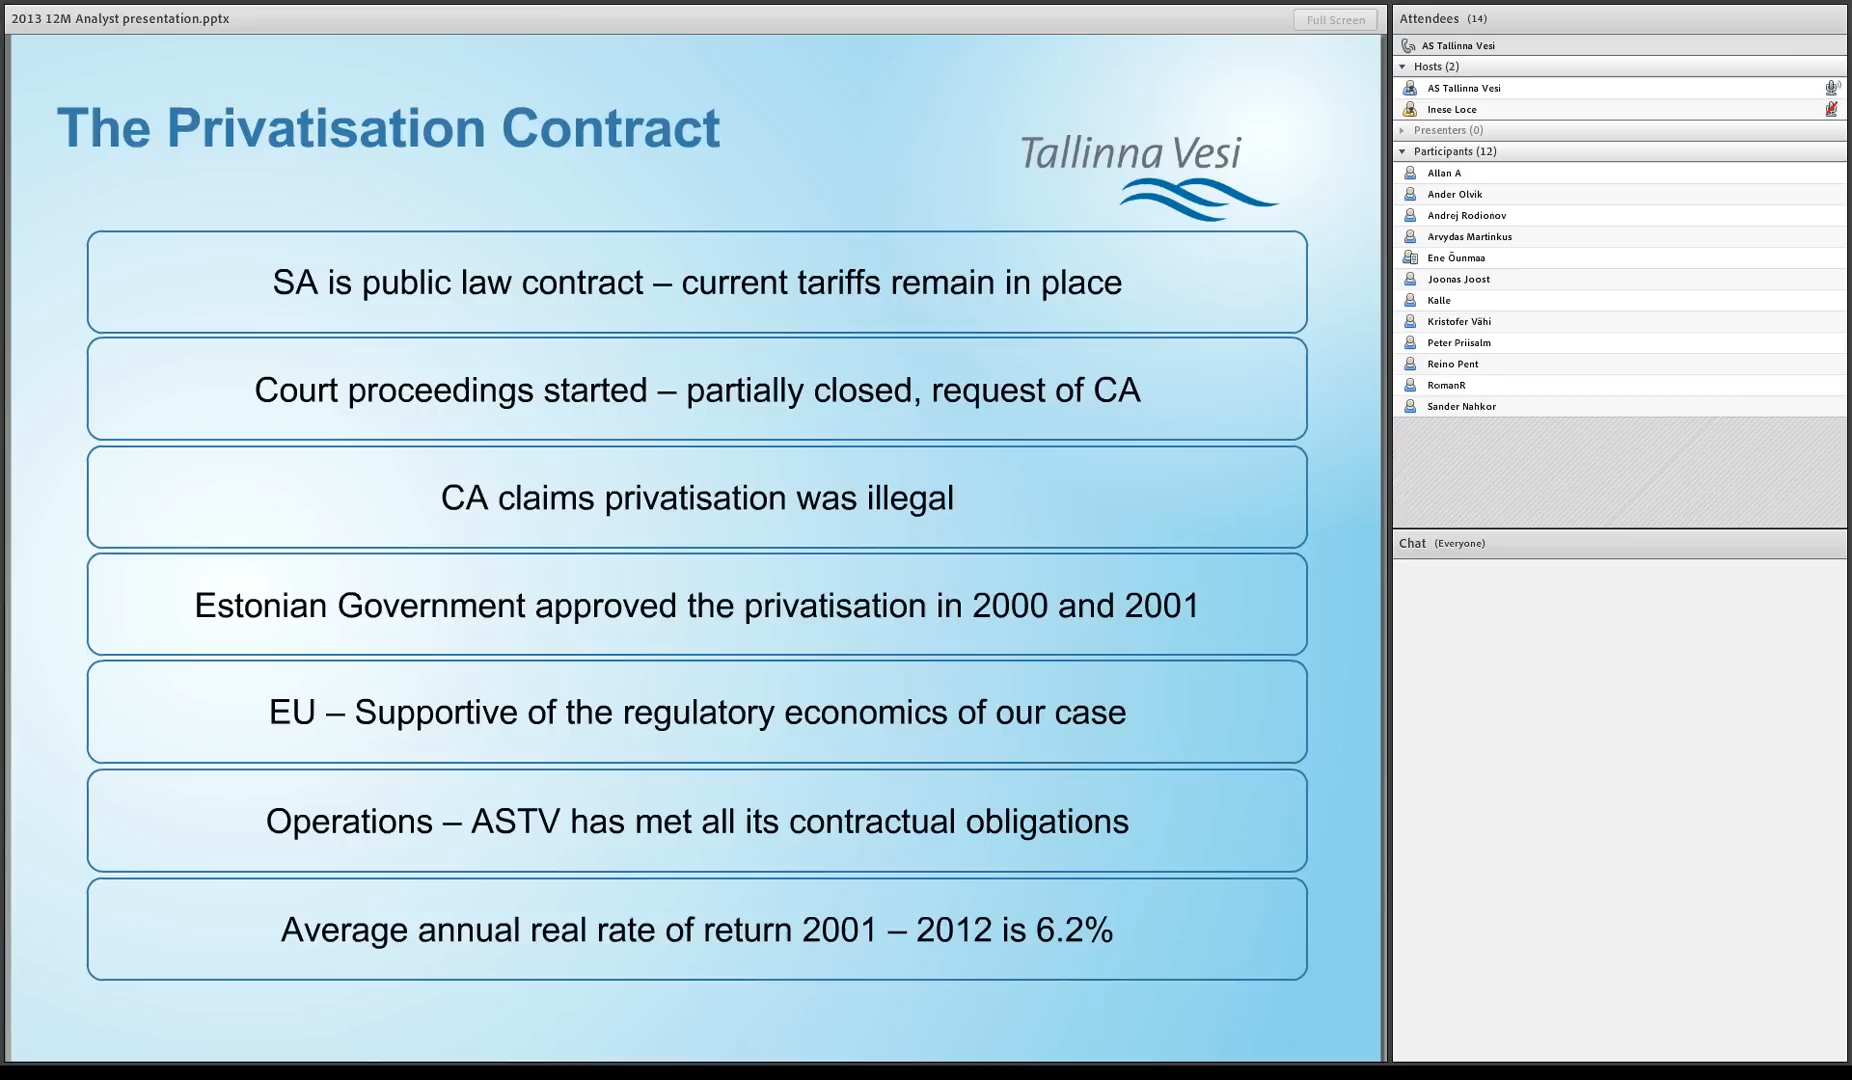 2013 12M Analyst presentation.pptx
Full Screen
The Privatisation Contract
Tallinna Vesi
SA is public law contract – current tariffs remain in place
Court proceedings started – partially closed, request of CA
CA claims privatisation was illegal
Estonian Government approved the privatisation in 2000 and 2001
EU – Supportive of the regulatory economics of our case
Operations – ASTV has met all its contractual obligations
Average annual real rate of return 2001 – 2012 is 6.2%
Attendees (14)
AS Tallinna Vesi
Hosts (2)
AS Tallinna Vesi
Inese Loce
Presenters (0)
Participants (12)
Allan A
Ander Olvik
Andrej Rodionov
Arvydas Martinkus
Ene Õunmaa
Joonas Joost
Kalle
Kristofer Vähi
Peter Priisalm
Reino Pent
RomanR
Sander Nahkor
Chat (Everyone)